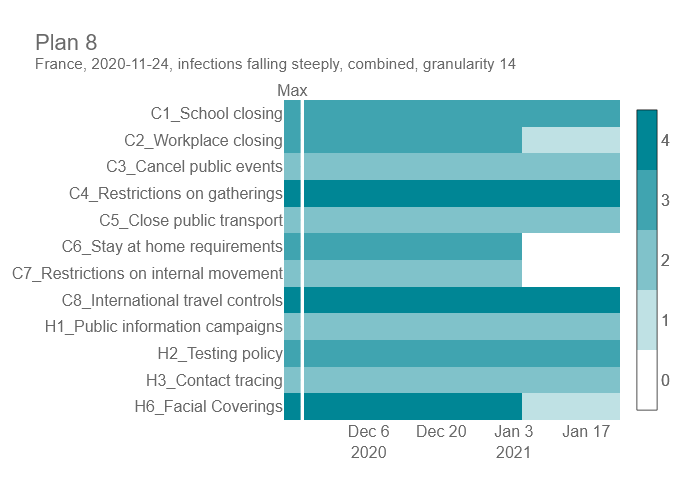 Plan 8
France, 2020-11-24, infections falling steeply, combined, granularity 14
Max
C1_School closing
C2_Workplace closing
C3_Cancel public events
C4_Restrictions on gatherings
C5_Close public transport
C6_Stay at home requirements
C7_Restrictions on internal movement
C8_International travel controls
H1_Public information campaigns
H2_Testing policy
H3_Contact tracing
H6_Facial Coverings
Dec 6 Dec 20 Jan 3 Jan 17
2020 2021
4
3
2
1
0